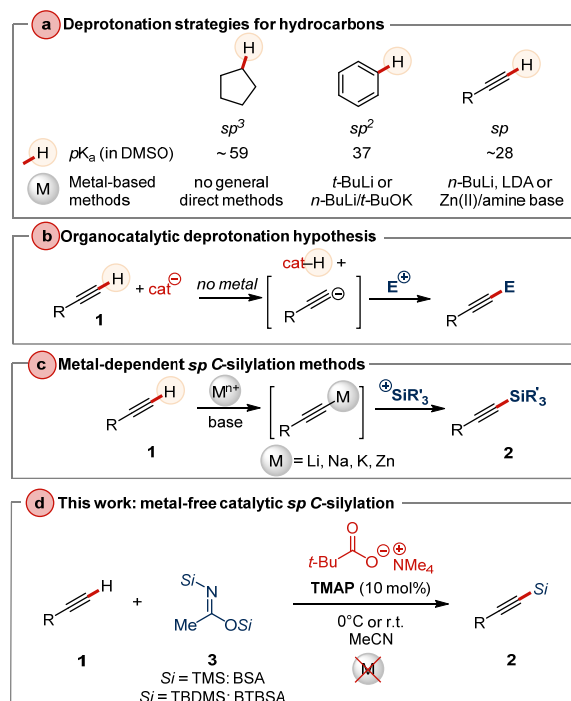 a Deprotonation strategies for hydrocarbons
H H H
R
sp3 sp2 sp
H pKa (in DMSO) ~ 59 37 ~28
M Metal-based methods no general direct methods t-BuLi or n-BuLi/t-BuOK n-BuLi, LDA or Zn(II)/amine base
b Organocatalytic deprotonation hypothesis
cat–H +
H + cat⊖ no metal ⊖ E⊕ E
R R R
1
c Metal-dependent sp C-silylation methods
H Mn+ M ⊕SiR'3 SiR'3
R base R R
1 M = Li, Na, K, Zn 2
d This work: metal-free catalytic sp C-silylation
O
t-Bu O⊖ ⊕NMe4
H Si N TMAP (10 mol%) Si
R + Me OSi 0°C or r.t. R
MeCN
1 3 M 2
Si = TMS: BSA
Si = TBDMS: BTBSA